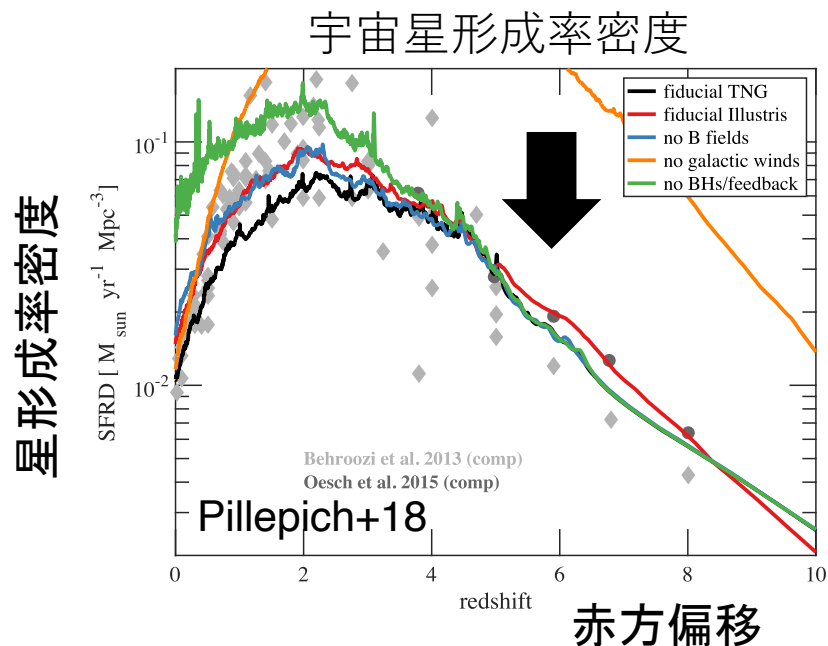 宇宙星形成率密度
fiducial TNG
fiducial Illustris
no B fields
no galactic winds
no BHs/feedback
10⁻¹
10⁻²
星形成率密度
SFRD [ M_sun yr⁻¹ Mpc⁻³]
Behroozi et al. 2013 (comp)
Oesch et al. 2015 (comp)
Pillepich+18
0 2 4 6 8 10
redshift
赤方偏移